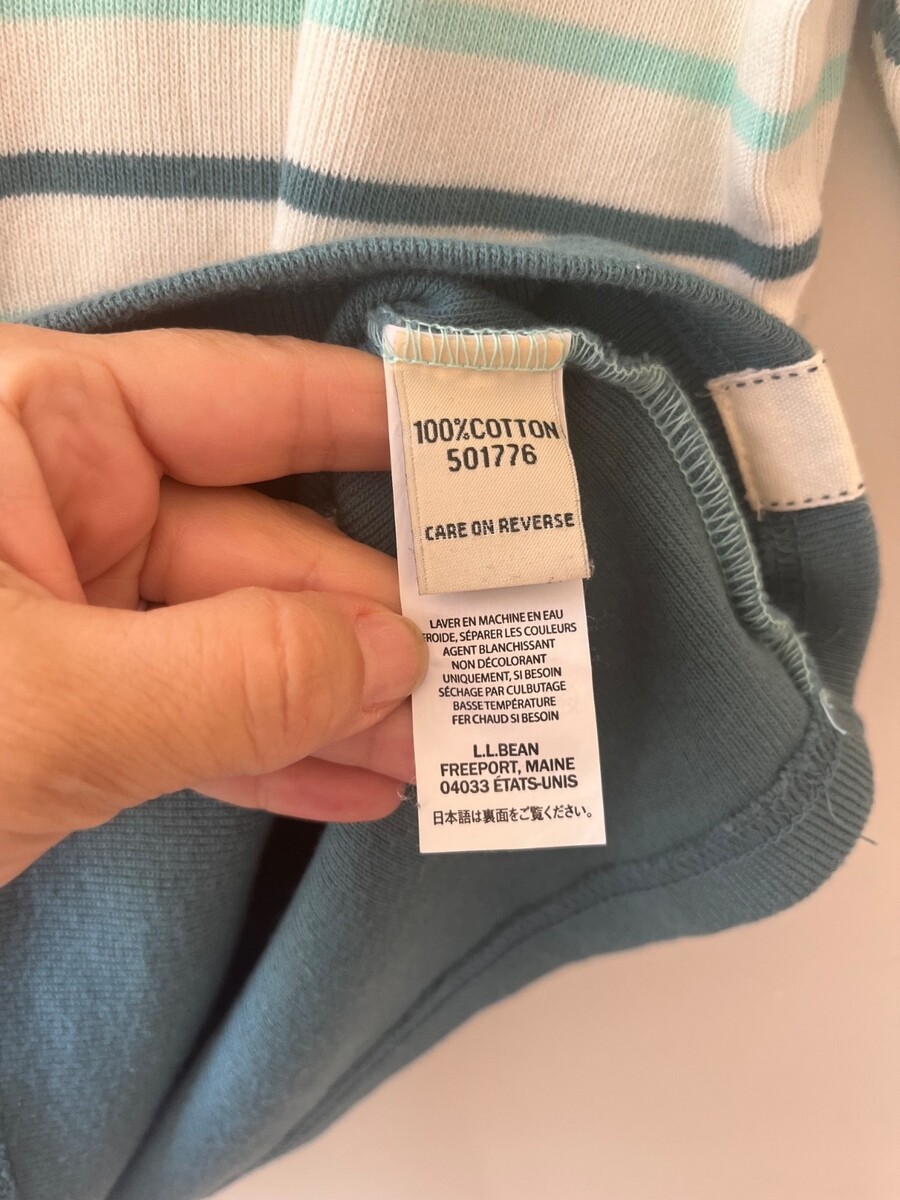 100%COTTON
501776
CARE ON REVERSE
LAVER EN MACHINE EN EAU
FROIDE, SÉPARER LES COULEURS
AGENT BLANCHISSANT
NON DÉCOLORANT
UNIQUEMENT, SI BESOIN
SÉCHAGE PAR CULBUTAGE
BASSE TEMPÉRATURE
FER CHAUD SI BESOIN
L.L.BEAN
FREEPORT, MAINE
04033 ÉTATS-UNIS
日本語は裏面をご覧ください。